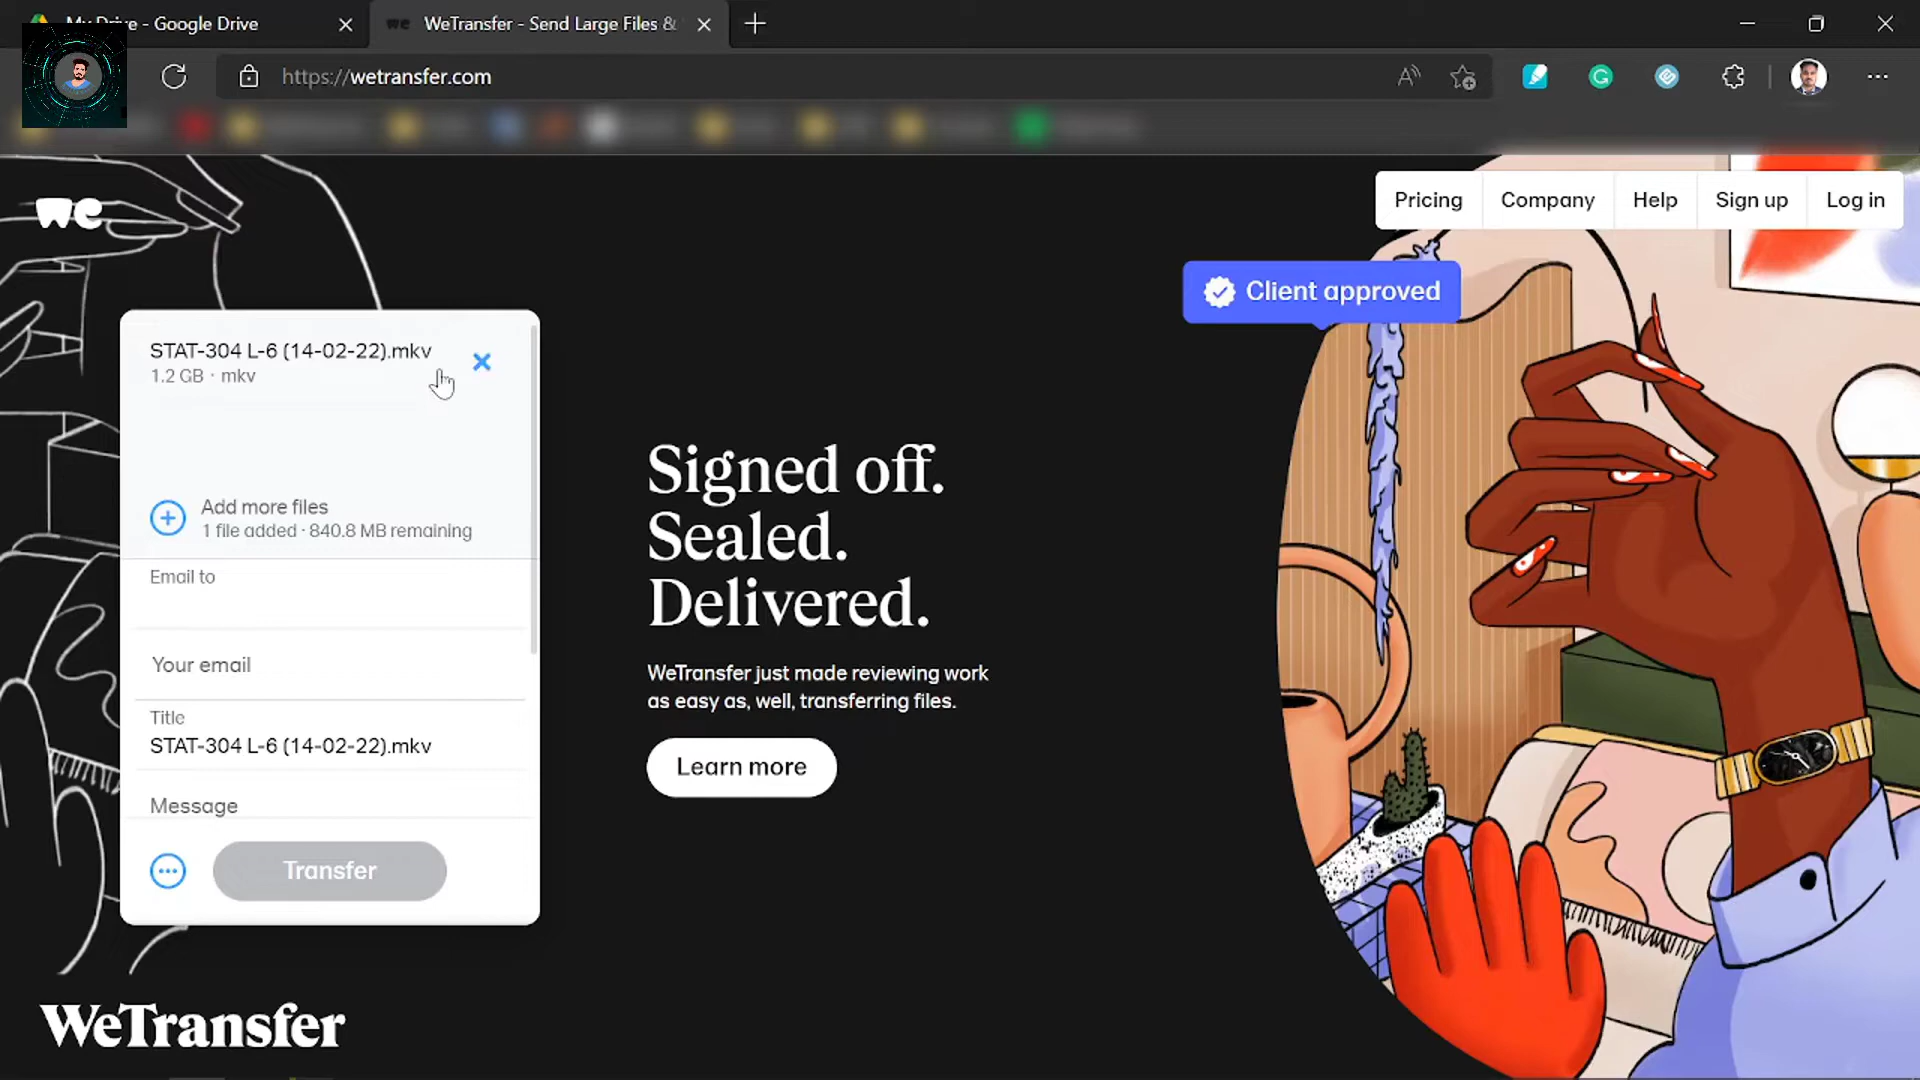 My Drive - Google Drive
WeTransfer - Send Large Files &
https://wetransfer.com
we
Pricing
Company
Help
Sign up
Log in
Client approved
STAT-304 L-6 (14-02-22).mkv
1.2 GB · mkv
Add more files
1 file added · 840.8 MB remaining
Email to
Your email
Title
STAT-304 L-6 (14-02-22).mkv
Message
Transfer
Signed off.
Sealed.
Delivered.
WeTransfer just made reviewing work
as easy as, well, transferring files.
Learn more
WeTransfer